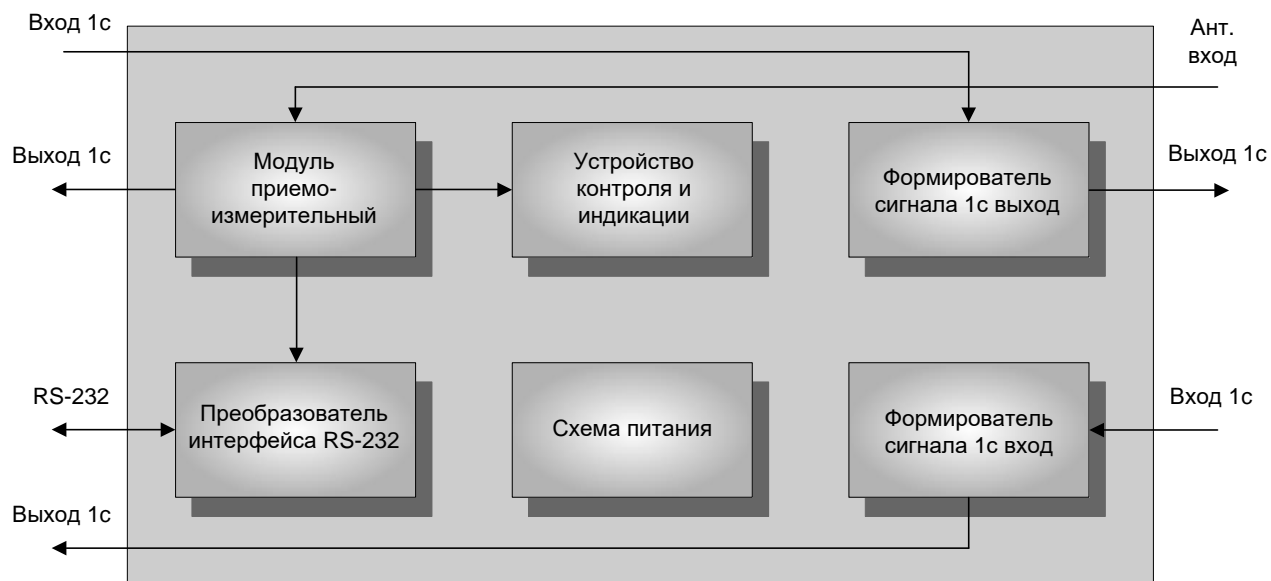 Вход 1с
Ант.
вход
Выход 1с
Модуль
приемо-
измерительный
Устройство
контроля и
индикации
Формирователь
сигнала 1с выход
Выход 1с
RS-232
Преобразователь
интерфейса RS-232
Схема питания
Формирователь
сигнала 1с вход
Вход 1с
Выход 1с